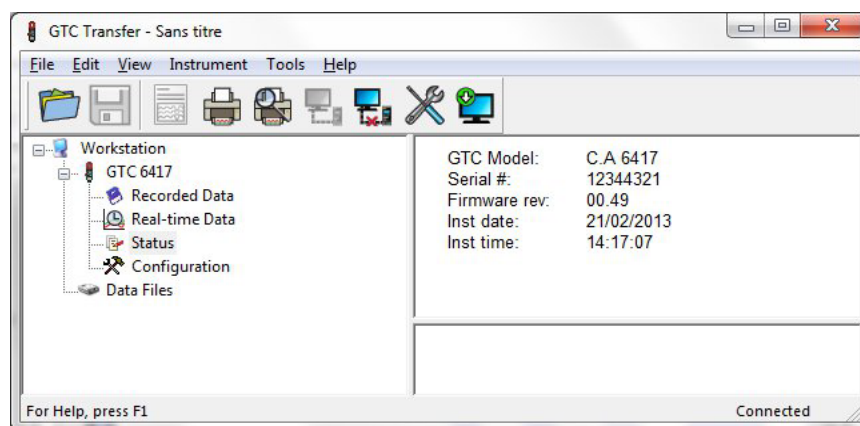 GTC Transfer - Sans titre
File Edit View Instrument Tools Help
Workstation
GTC 6417
Recorded Data
Real-time Data
Status
Configuration
Data Files
GTC Model: C.A 6417
Serial #: 12344321
Firmware rev: 00.49
Inst date: 21/02/2013
Inst time: 14:17:07
For Help, press F1
Connected